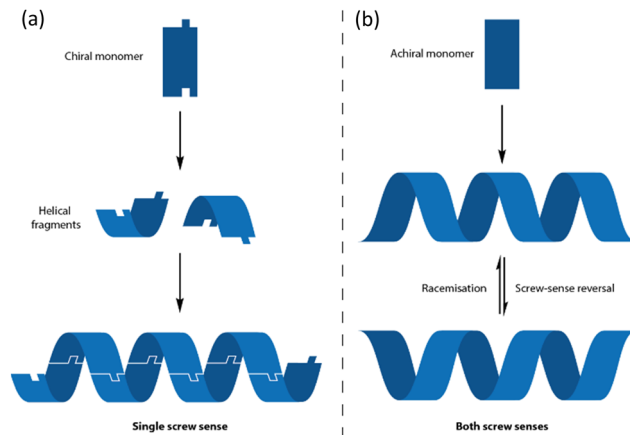 (a)
Chiral monomer
Helical
fragments
Single screw sense
(b)
Achiral monomer
Racemisation
Screw-sense reversal
Both screw senses